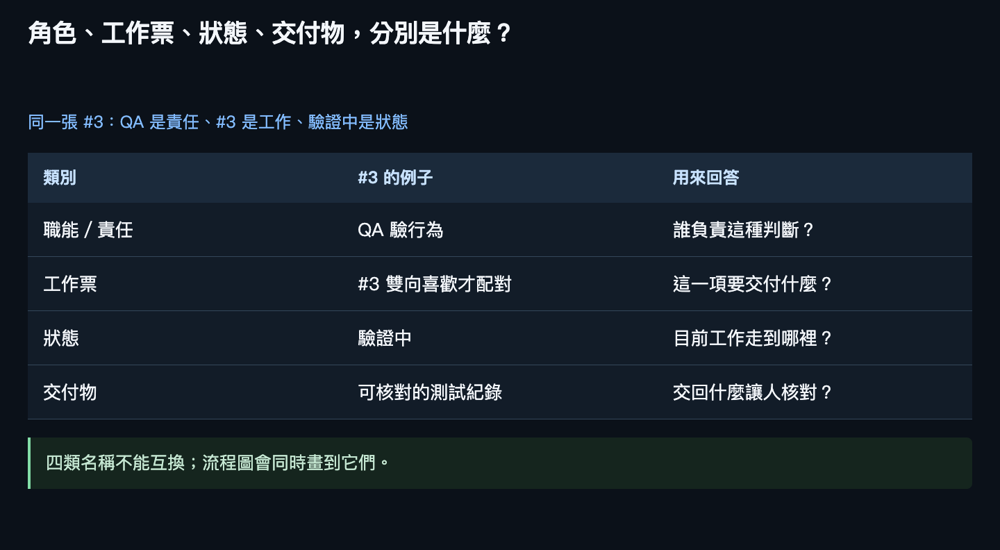 角色、工作票、狀態、交付物，分別是什麼？
同一張 #3：QA 是責任、#3 是工作、驗證中是狀態
類別 #3 的例子 用來回答
職能 / 責任 QA 驗行為 誰負責這種判斷？
工作票 #3 雙向喜歡才配對 這一項要交付什麼？
狀態 驗證中 目前工作走到哪裡？
交付物 可核對的測試紀錄 交回什麼讓人核對？
四類名稱不能互換；流程圖會同時畫到它們。